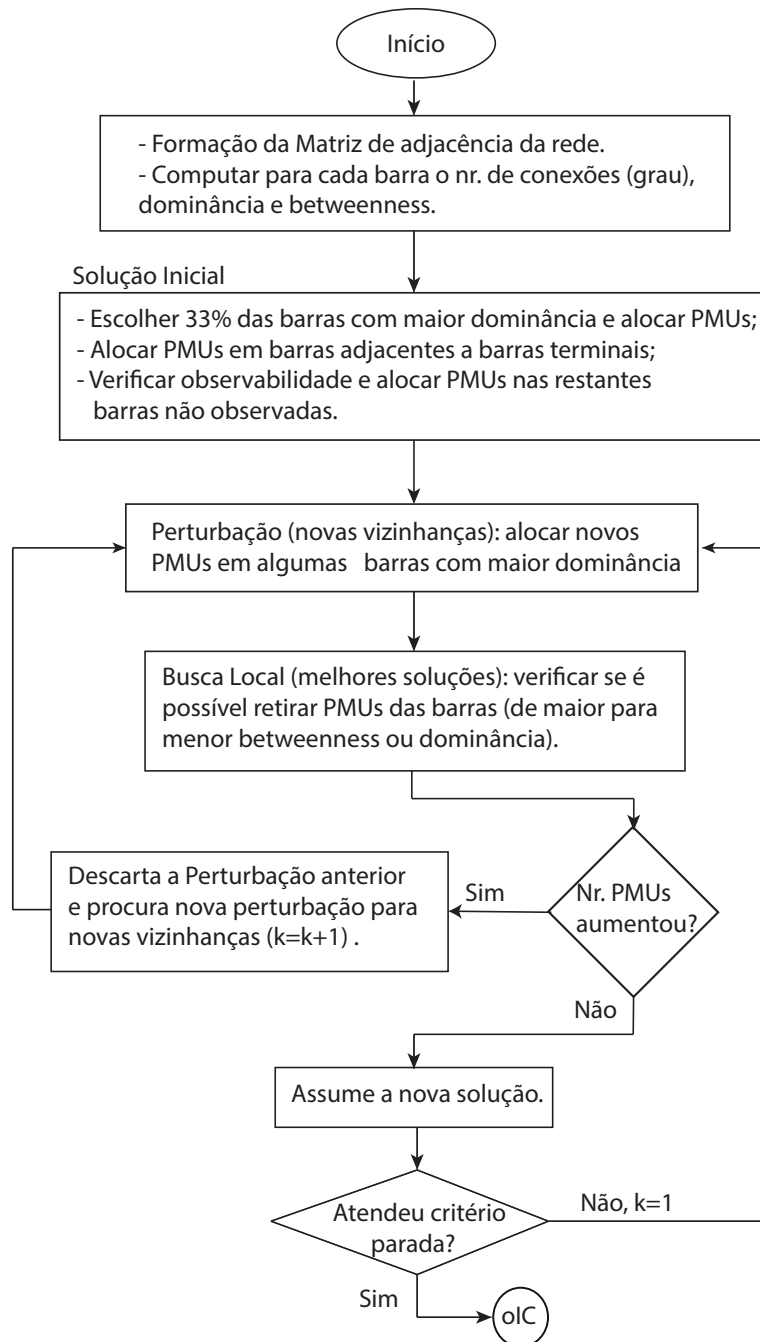 Início
- Formação da Matriz de adjacência da rede.
- Computar para cada barra o nr. de conexões (grau),
dominância e betweenness.
Solução Inicial
- Escolher 33% das barras com maior dominância e alocar PMUs;
- Alocar PMUs em barras adjacentes a barras terminais;
- Verificar observabilidade e alocar PMUs nas restantes
barras não observadas.
Perturbação (novas vizinhanças): alocar novos
PMUs em algumas barras com maior dominância
Busca Local (melhores soluções): verificar se é
possível retirar PMUs das barras (de maior para
menor betweenness ou dominância).
Nr. PMUs
aumentou?
Sim
Descarta a Perturbação anterior
e procura nova perturbação para
novas vizinhanças (k=k+1) .
Não
Assume a nova solução.
Atendeu critério
parada?
Não, k=1
Sim
oIC